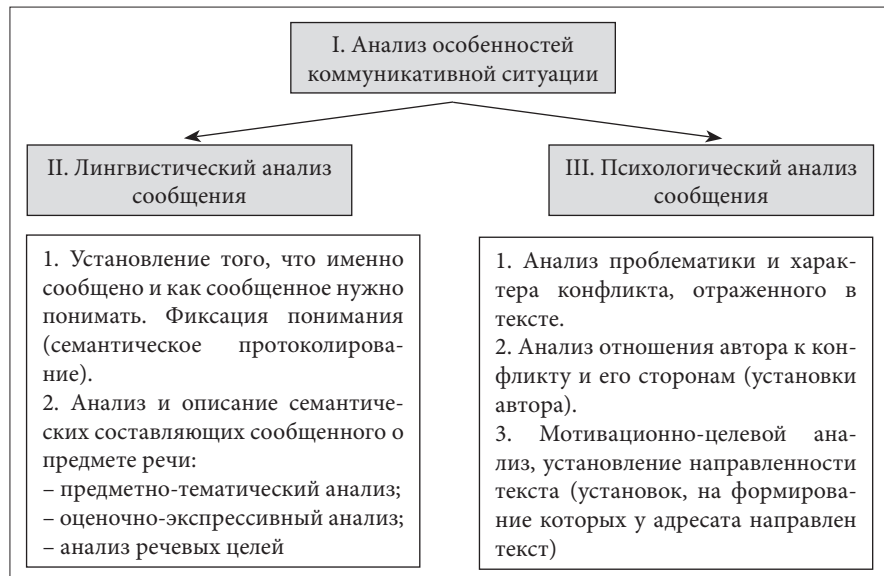 I. Анализ особенностей
коммуникативной ситуации
II. Лингвистический анализ
сообщения
1. Установление того, что именно
сообщено и как сообщенное нужно
понимать. Фиксация понимания
(семантическое протоколирова-
ние).
2. Анализ и описание семантиче-
ских составляющих сообщенного о
предмете речи:
– предметно-тематический анализ;
– оценочно-экспрессивный анализ;
– анализ речевых целей
III. Психологический анализ
сообщения
1. Анализ проблематики и харак-
тера конфликта, отраженного в
тексте.
2. Анализ отношения автора к кон-
фликту и его сторонам (установки
автора).
3. Мотивационно-целевой ана-
лиз, установление направленности
текста (установок, на формирова-
ние которых у адресата направлен
текст)